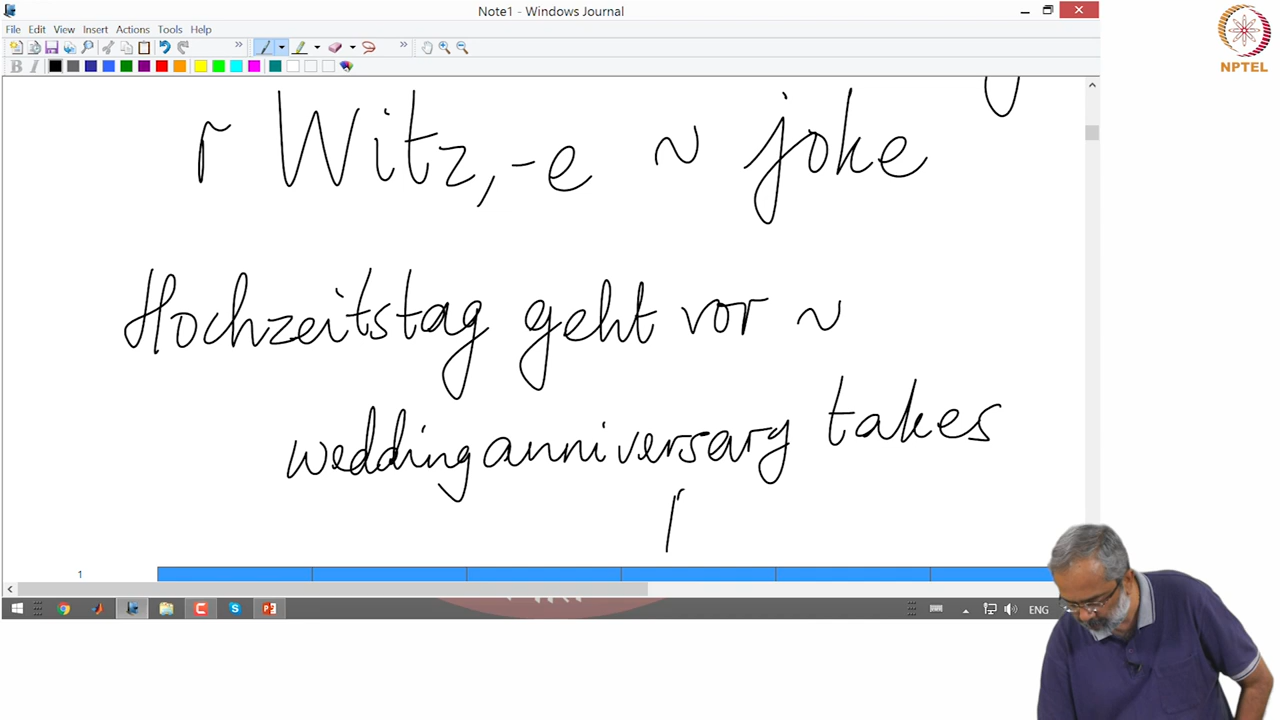 Note1 - Windows Journal
File Edit View Insert Actions Tools Help
NPTEL
r Witz, -e ~ joke
Hochzeitstag geht vor ~
wedding anniversary takes
1
ENG